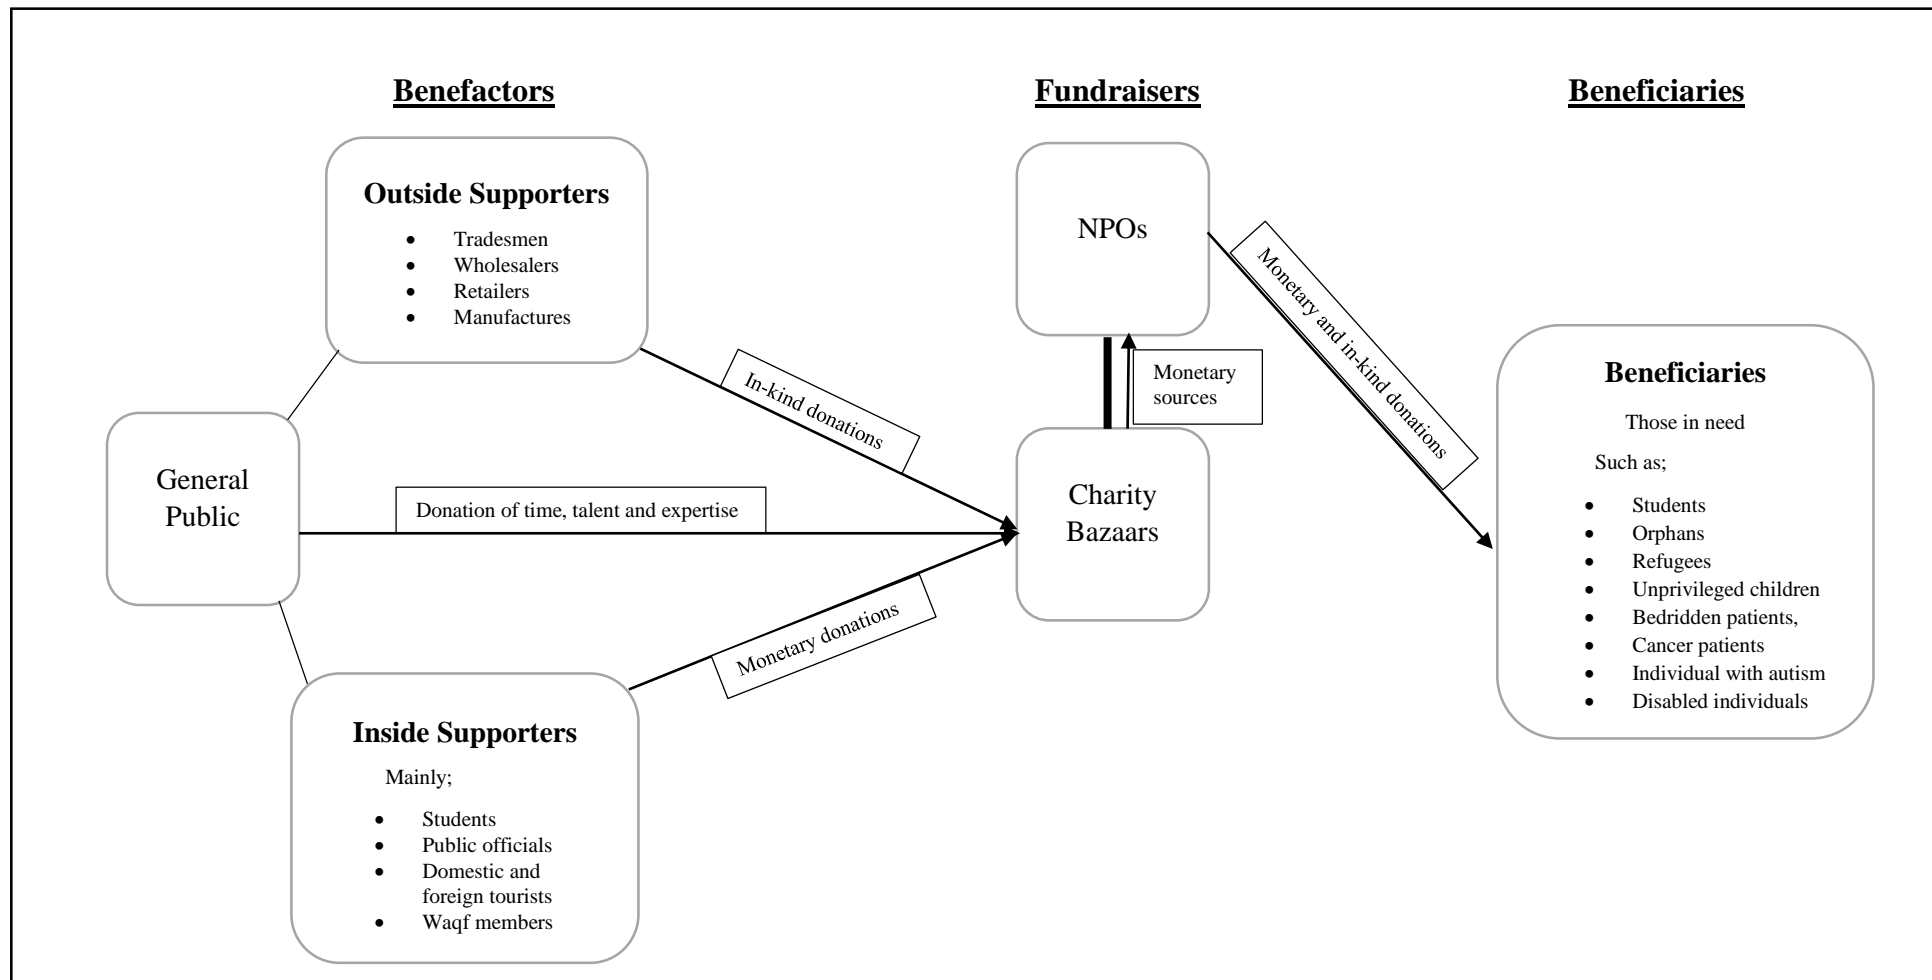 Benefactors
Fundraisers
Beneficiaries
Outside Supporters
• Tradesmen
• Wholesalers
• Retailers
• Manufactures
General
Public
Inside Supporters
Mainly;
• Students
• Public officials
• Domestic and
foreign tourists
• Waqf members
In-kind donations
Donation of time, talent and expertise
Monetary donations
NPOs
Monetary
sources
Charity
Bazaars
Monetary and in-kind donations
Beneficiaries
Those in need
Such as;
• Students
• Orphans
• Refugees
• Unprivileged children
• Bedridden patients,
• Cancer patients
• Individual with autism
• Disabled individuals